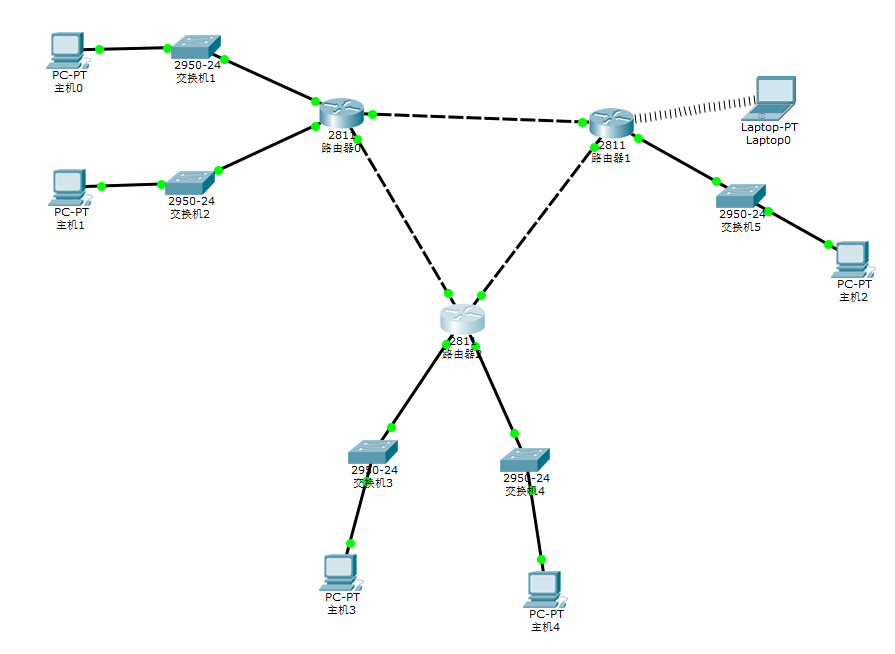 PC-PT
主机0
2950-24
交换机1
2811
路由器0
2811
路由器1
Laptop-PT
Laptop0
PC-PT
主机1
2950-24
交换机2
2950-24
交换机5
PC-PT
主机2
2811
路由器2
2950-24
交换机3
2950-24
交换机4
PC-PT
主机3
PC-PT
主机4